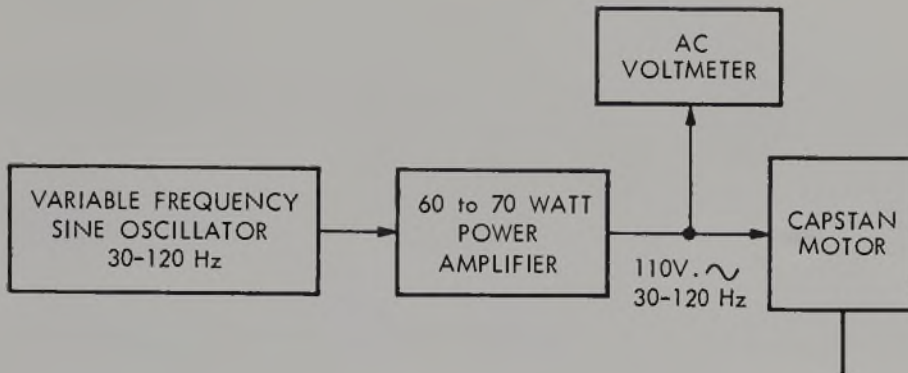 AC
VOLTMETER
VARIABLE FREQUENCY
SINE OSCILLATOR
30-120 Hz
60 to 70 WATT
POWER
AMPLIFIER
110V.∿
30-120 Hz
CAPSTAN
MOTOR